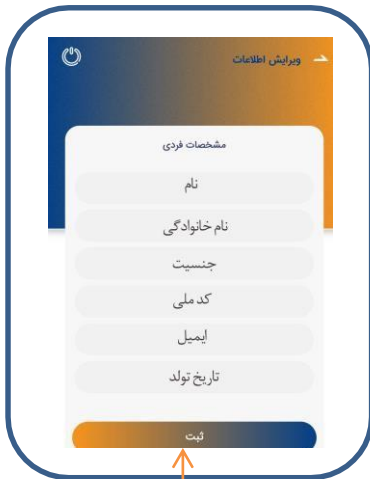 ویرایش اطلاعات
مشخصات فردی
نام
نام خانوادگی
جنسیت
کد ملی
ایمیل
تاریخ تولد
ثبت